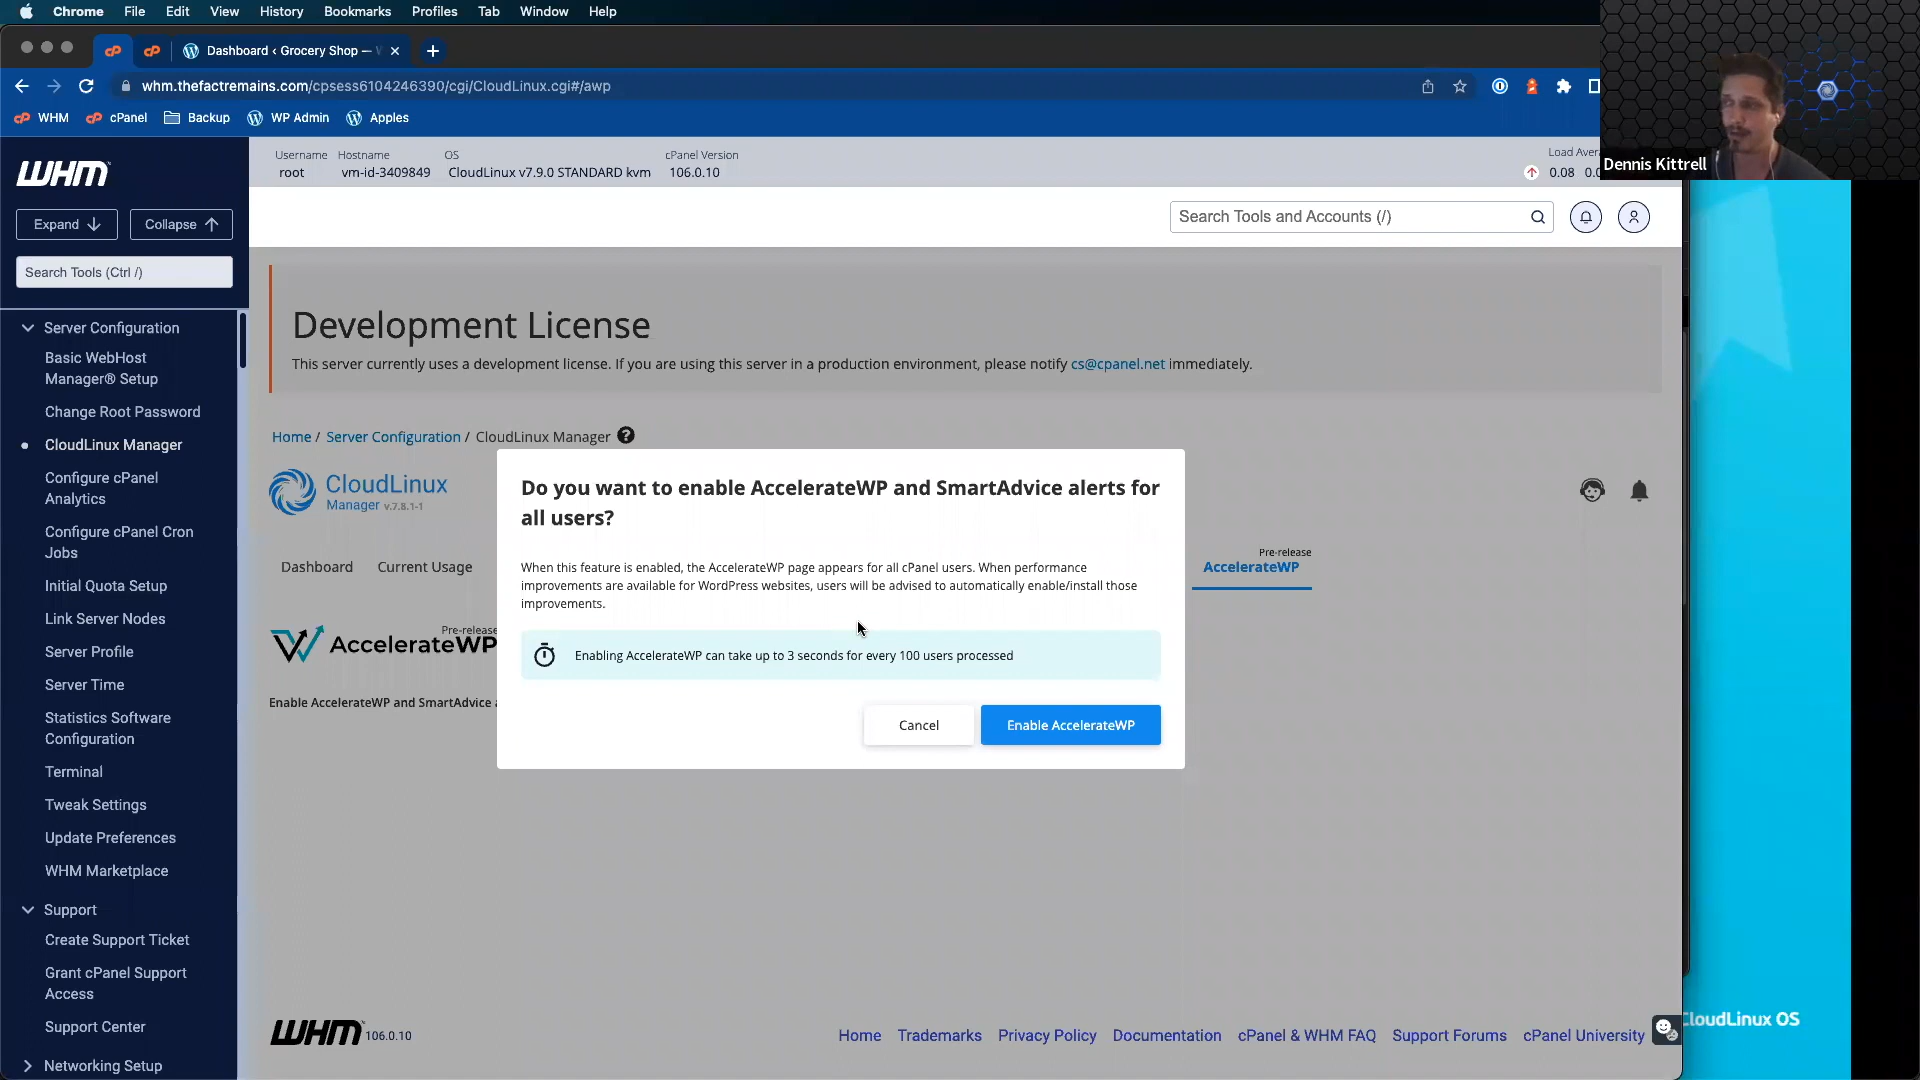 Chrome File Edit View History Bookmarks Profiles Tab Window Help
Dashboard ‹ Grocery Shop —
whm.thefactremains.com/cpsess6104246390/cgi/CloudLinux.cgi#/awp
WHM cPanel Backup WP Admin Apples
Dennis Kittrell
WHM
Expand Collapse
Search Tools (Ctrl /)
Server Configuration
Basic WebHost
Manager® Setup
Change Root Password
CloudLinux Manager
Configure cPanel
Analytics
Configure cPanel Cron
Jobs
Initial Quota Setup
Link Server Nodes
Server Profile
Server Time
Statistics Software
Configuration
Terminal
Tweak Settings
Update Preferences
WHM Marketplace
Support
Create Support Ticket
Grant cPanel Support
Access
Support Center
Networking Setup
Username Hostname OS cPanel Version Load Aver
root vm-id-3409849 CloudLinux v7.9.0 STANDARD kvm 106.0.10 0.08 0.0
Search Tools and Accounts (/)
Development License
This server currently uses a development license. If you are using this server in a production environment, please notify cs@cpanel.net immediately.
Home / Server Configuration / CloudLinux Manager
CloudLinux
Manager v.7.8.1-1
Dashboard Current Usage
Pre-release
AccelerateWP
Pre-release
AccelerateWP
Enable AccelerateWP and SmartAdvice
Do you want to enable AccelerateWP and SmartAdvice alerts for
all users?
When this feature is enabled, the AccelerateWP page appears for all cPanel users. When performance
improvements are available for WordPress websites, users will be advised to automatically enable/install those
improvements.
Enabling AccelerateWP can take up to 3 seconds for every 100 users processed
Cancel Enable AccelerateWP
WHM 106.0.10
Home Trademarks Privacy Policy Documentation cPanel & WHM FAQ Support Forums cPanel University
CloudLinux OS